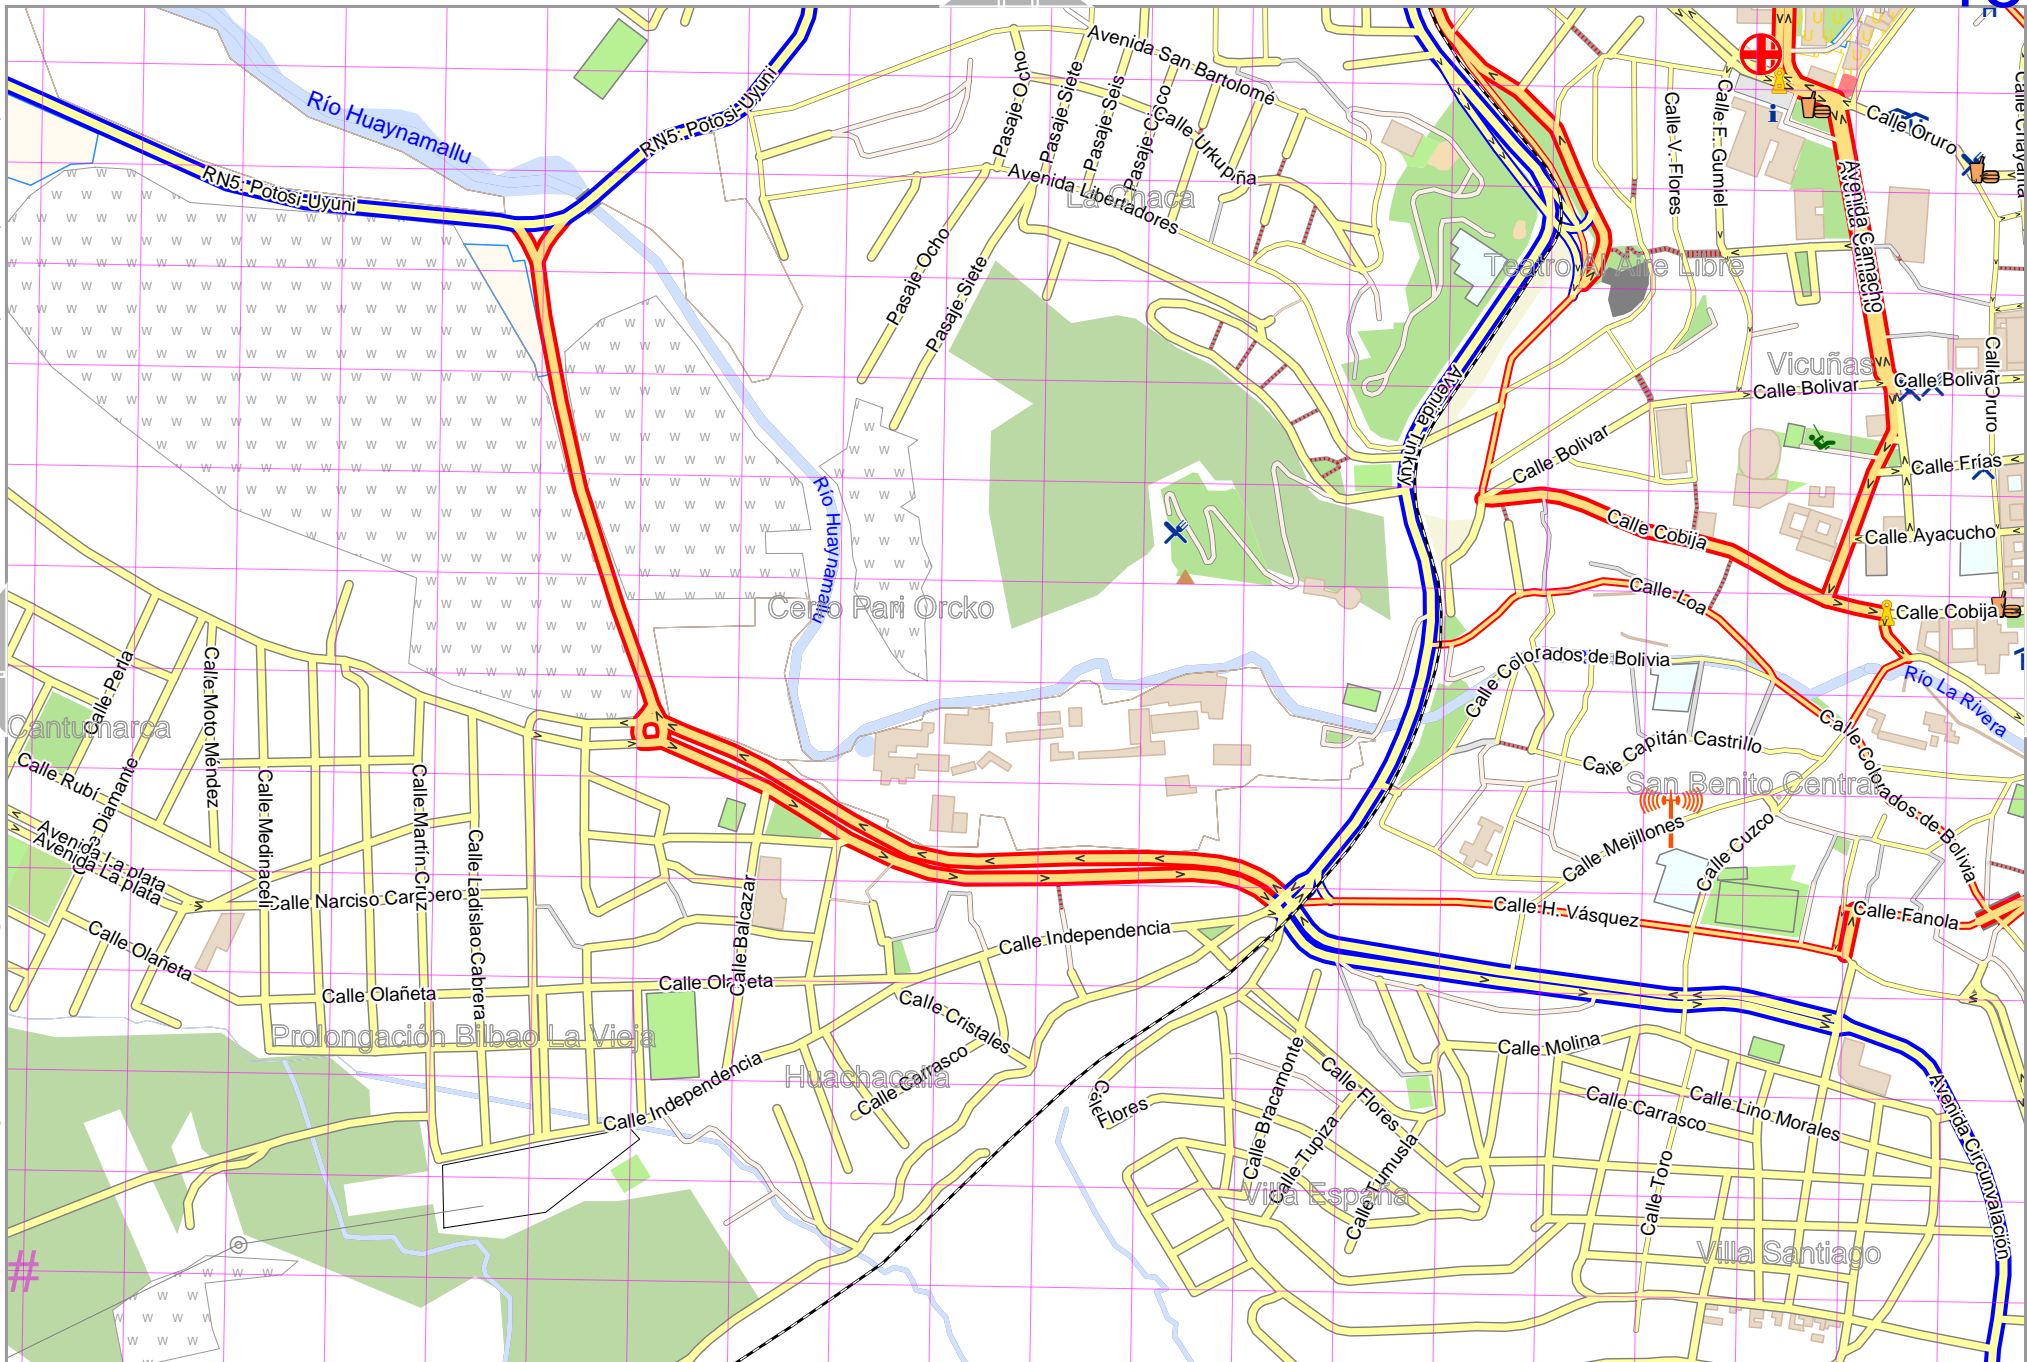 Río Huaynamallu
RN5: Potosi-Uyuni
RN5: Potosi-Uyuni
Pasaje Ocho
Pasaje Siete
Pasaje Seis
Pasaje Cinco
Avenida San Bartolomé
Calle Urkupiña
Avenida Libertadores
La Chaca
Pasaje Ocho
Pasaje Siete
Calle V. Flores
Calle F. Gumiel
Calle Oruro
Calle Chayanta
Avenida Camacho
Teatro Al Aire Libre
Vicuñas
Calle Bolivar
Calle Bolivar
Calle Oruro
Avenida Tinkuy
Calle Bolivar
Calle Frías
Calle Cobija
Calle Ayacucho
Río Huaynamallu
Cerro Pari Orcko
Calle Loa
Calle Cobija
Calle Colorados de Bolivia
Río La Rivera
Calle Perla
Calle Moto Méndez
Cantumarca
Calle Rubí
Calle Diamante
Calle Medinaceli
Calle Martín Cruz
Calle Ladislao Cabrera
Calle Capitán Castrillo
San Benito Central
Calle Colorados de Bolivia
Calle Mejillones
Calle Cuzco
Avenida La plata
Avenida La plata
Calle Narciso Campero
Calle Balcazar
Calle H. Vásquez
Calle Fanola
Calle Olañeta
Calle Olañeta
Calle Olañeta
Calle Independencia
Calle Cristales
Prolongación Bilbao La Vieja
Huachacalla
Calle Carrasco
Calle Independencia
Calle Flores
Calle Bracamonte
Calle Flores
Calle Tupiza
Calle Tumusla
Villa España
Calle Molina
Calle Carrasco
Calle Lino Morales
Calle Toro
Avenida Circunvalación
Villa Santiago
#